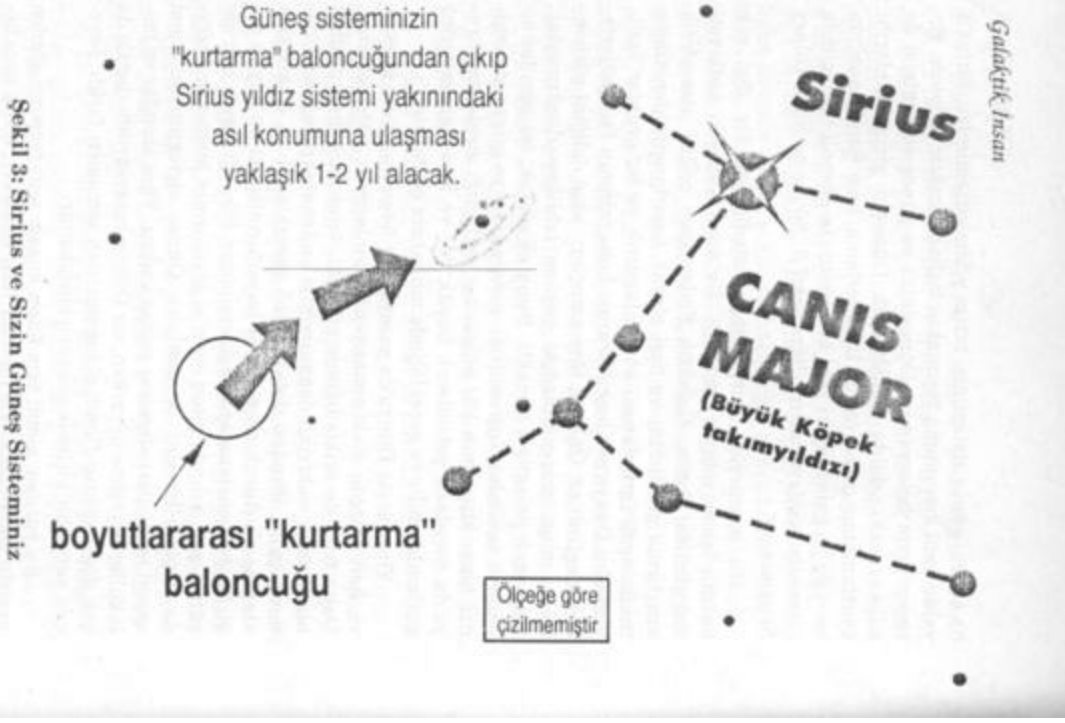 Galaktik İnsan
Güneş sisteminizin
"kurtarma" baloncuğundan çıkıp
Sirius yıldız sistemi yakınındaki
asıl konumuna ulaşması
yaklaşık 1-2 yıl alacak.
Sirius
CANIS
MAJOR
(Büyük Köpek
takımyıldızı)
boyutlararası "kurtarma"
baloncuğu
Ölçeğe göre
çizilmemiştir
Şekil 3: Sirius ve Sizin Güneş Sisteminiz